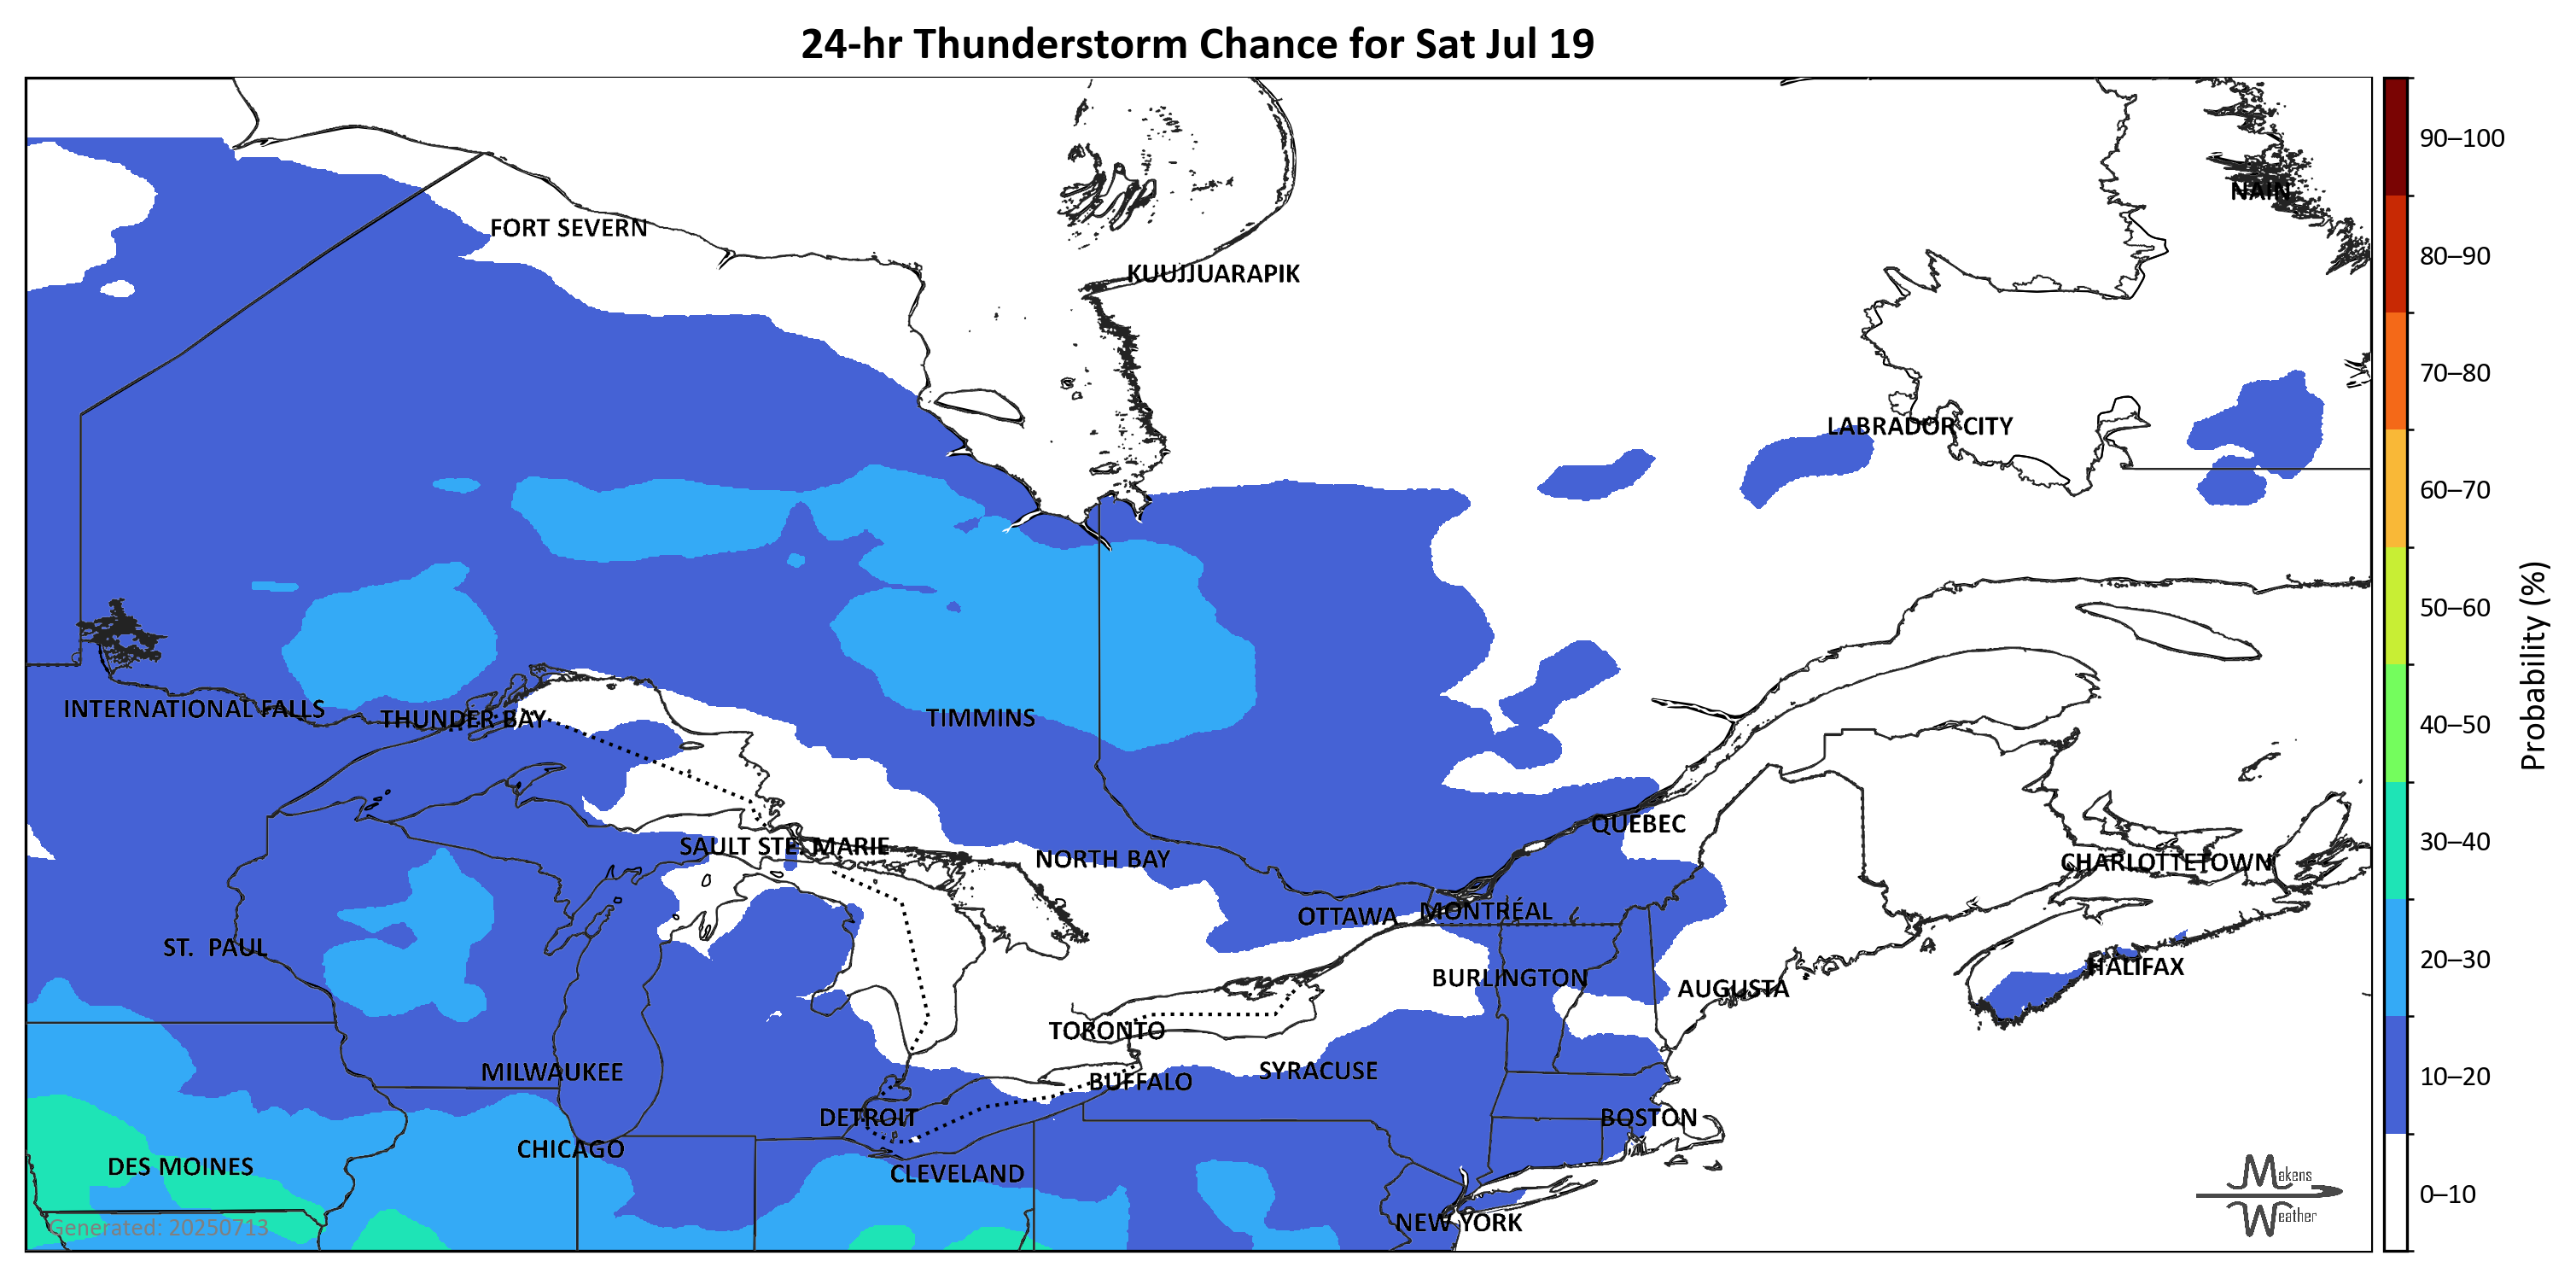 24-hr Thunderstorm Chance for Sat Jul 19
90–100
NAIN
FORT SEVERN
80–90
KUUJJUARAPIK
70–80
LABRADOR CITY
60–70
50–60
INTERNATIONAL FALLS
THUNDER BAY
TIMMINS
40–50
Probability (%)
QUEBEC
SAULT STE. MARIE
NORTH BAY
CHARLOTTETOWN
30–40
OTTAWA
MONTRÉAL
ST. PAUL
20–30
BURLINGTON
AUGUSTA
HALIFAX
TORONTO
MILWAUKEE
SYRACUSE
BUFFALO
10–20
DETROIT
BOSTON
CHICAGO
DES MOINES
CLEVELAND
Makens
Weather
0–10
NEW YORK
Generated: 20250713